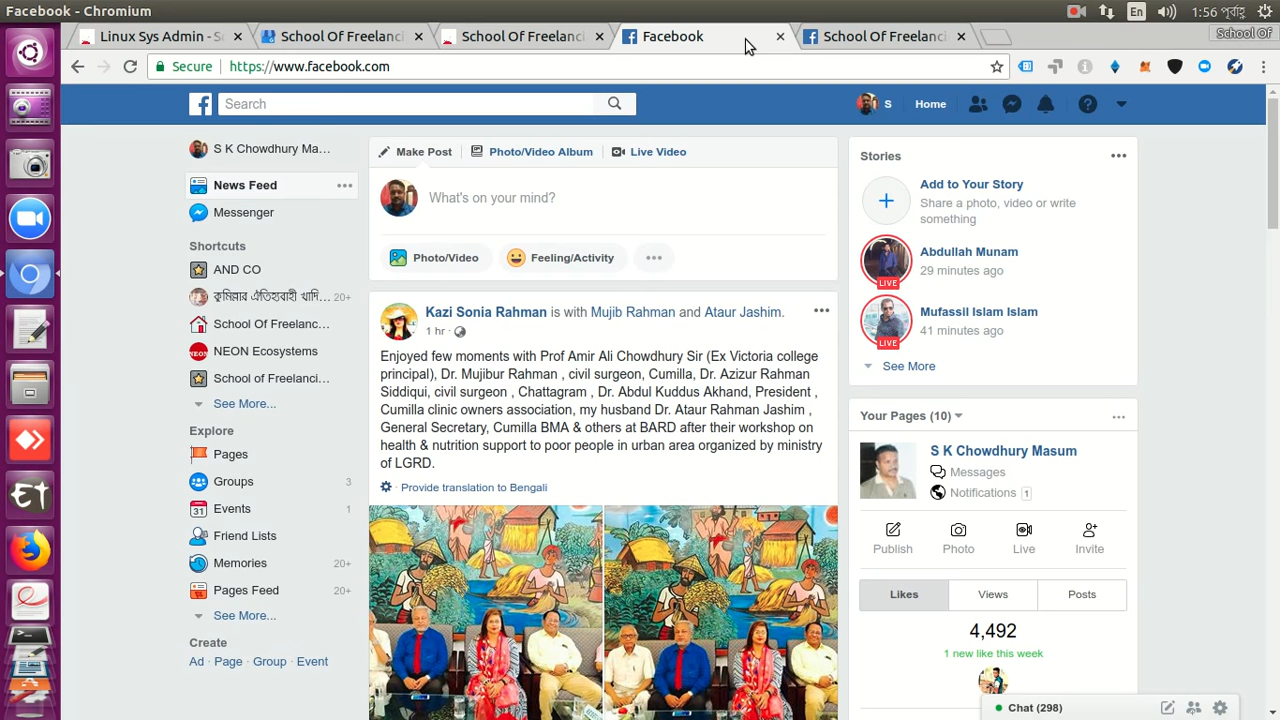 Facebook - Chromium
En
1:56 পূর্বাহ্ণ
Linux Sys Admin - S
School Of Freelanci
School Of Freelanci
Facebook
School Of Freelanci
School Of
Secure
https://www.facebook.com
Search
S
Home
S K Chowdhury Ma...
News Feed
Messenger
Shortcuts
AND CO
কুমিল্লার ঐতিহ্যবাহী খাদি... 20+
School Of Freelanc...
NEON NEON Ecosystems
School of Freelanci...
See More...
Explore
Pages
Groups 3
31 Events 1
Friend Lists
Memories 20+
Pages Feed 20+
See More...
Create
Ad · Page · Group · Event
Make Post
Photo/Video Album
Live Video
What's on your mind?
Photo/Video
Feeling/Activity
Kazi Sonia Rahman is with Mujib Rahman and Ataur Jashim.
1 hr ·
Enjoyed few moments with Prof Amir Ali Chowdhury Sir (Ex Victoria college
principal), Dr. Mujibur Rahman , civil surgeon, Cumilla, Dr. Azizur Rahman
Siddiqui, civil surgeon , Chattagram , Dr. Abdul Kuddus Akhand, President ,
Cumilla clinic owners association, my husband Dr. Ataur Rahman Jashim ,
General Secretary, Cumilla BMA & others at BARD after their workshop on
health & nutrition support to poor people in urban area organized by ministry
of LGRD.
· Provide translation to Bengali
Stories
Add to Your Story
Share a photo, video or write
something
Abdullah Munam
29 minutes ago
LIVE
Mufassil Islam Islam
41 minutes ago
LIVE
See More
Your Pages (10)
S K Chowdhury Masum
Messages
Notifications 1
Publish
Photo
Live
Invite
Likes
Views
Posts
4,492
1 new like this week
Chat (298)